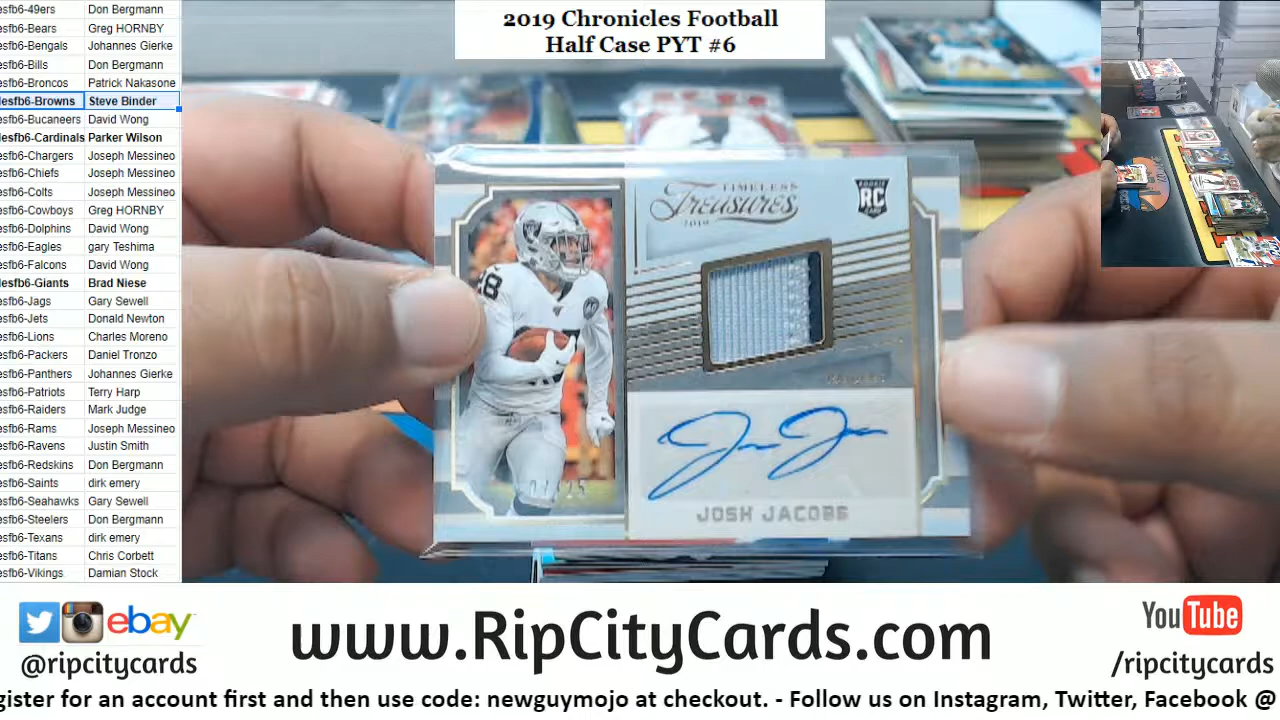 2019 Chronicles Football
Half Case PYT #6
esfb6-49ers Don Bergmann
esfb6-Bears Greg HORNBY
esfb6-Bengals Johannes Gierke
esfb6-Bills Don Bergmann
esfb6-Broncos Patrick Nakasone
lesfb6-Browns Steve Binder
esfb6-Bucaneers David Wong
lesfb6-Cardinals Parker Wilson
esfb6-Chargers Joseph Messineo
esfb6-Chiefs Joseph Messineo
esfb6-Colts Joseph Messineo
esfb6-Cowboys Greg HORNBY
esfb6-Dolphins David Wong
esfb6-Eagles gary Teshima
esfb6-Falcons David Wong
esfb6-Giants Brad Niese
esfb6-Jags Gary Sewell
esfb6-Jets Donald Newton
esfb6-Lions Charles Moreno
esfb6-Packers Daniel Tronzo
esfb6-Panthers Johannes Gierke
esfb6-Patriots Terry Harp
esfb6-Raiders Mark Judge
esfb6-Rams Joseph Messineo
esfb6-Ravens Justin Smith
esfb6-Redskins Don Bergmann
esfb6-Saints dirk emery
esfb6-Seahawks Gary Sewell
esfb6-Steelers Don Bergmann
esfb6-Texans dirk emery
esfb6-Titans Chris Corbett
esfb6-Vikings Damian Stock
TIMELESS
Treasures
2019
ROOKIE
RC
CARD
JOSH JACOBS
ebay
@ripcitycards
www.RipCityCards.com
YouTube
/ripcitycards
gister for an account first and then use code: newguymojo at checkout. - Follow us on Instagram, Twitter, Facebook @